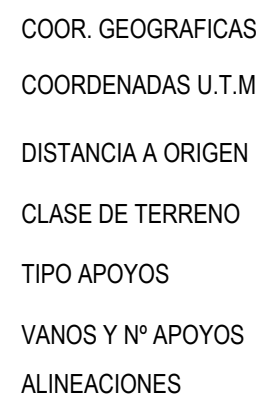 COOR. GEOGRAFICAS
COORDENADAS U.T.M
DISTANCIA A ORIGEN
CLASE DE TERRENO
TIPO APOYOS
VANOS Y Nº APOYOS
ALINEACIONES